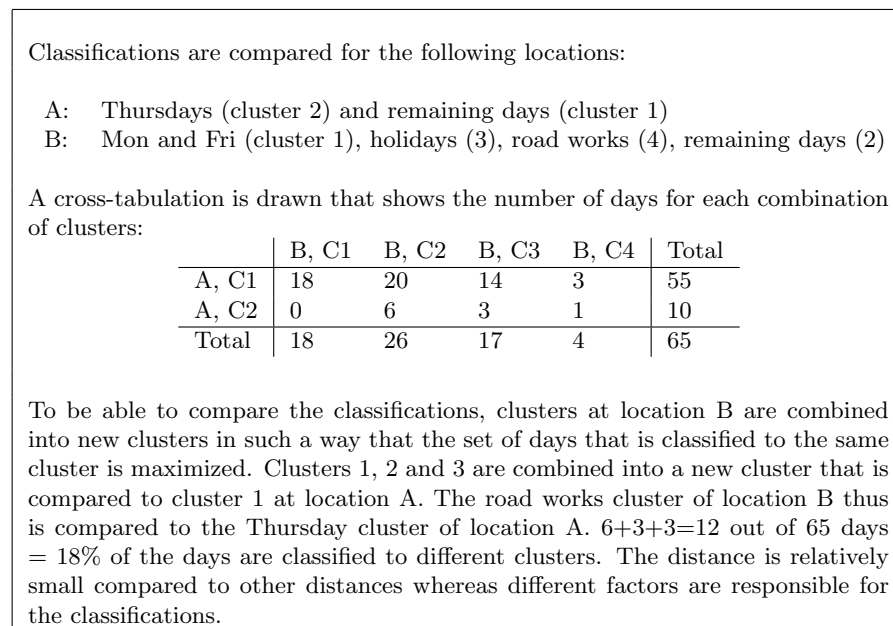 Classifications are compared for the following locations:
A: Thursdays (cluster 2) and remaining days (cluster 1)
B: Mon and Fri (cluster 1), holidays (3), road works (4), remaining days (2)
A cross-tabulation is drawn that shows the number of days for each combination
of clusters:
B, C1 B, C2 B, C3 B, C4 Total
A, C1 18 20 14 3 55
A, C2 0 6 3 1 10
Total 18 26 17 4 65
To be able to compare the classifications, clusters at location B are combined
into new clusters in such a way that the set of days that is classified to the same
cluster is maximized. Clusters 1, 2 and 3 are combined into a new cluster that is
compared to cluster 1 at location A. The road works cluster of location B thus
is compared to the Thursday cluster of location A. 6+3+3=12 out of 65 days
= 18% of the days are classified to different clusters. The distance is relatively
small compared to other distances whereas different factors are responsible for
the classifications.